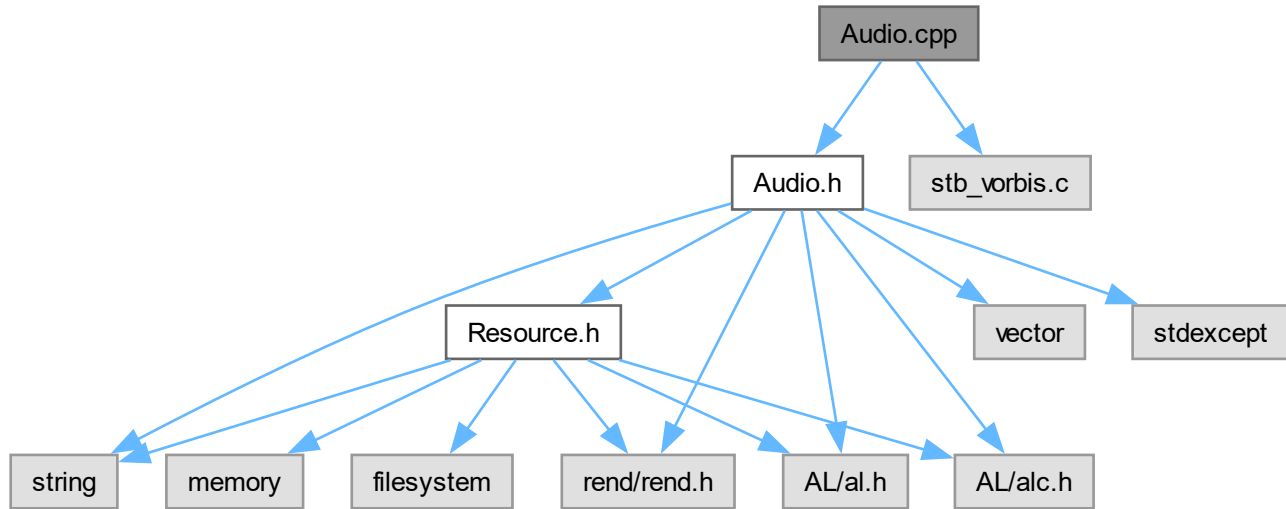 Audio.cpp
Audio.h
stb_vorbis.c
Resource.h
vector
stdexcept
string
memory
filesystem
rend/rend.h
AL/al.h
AL/alc.h